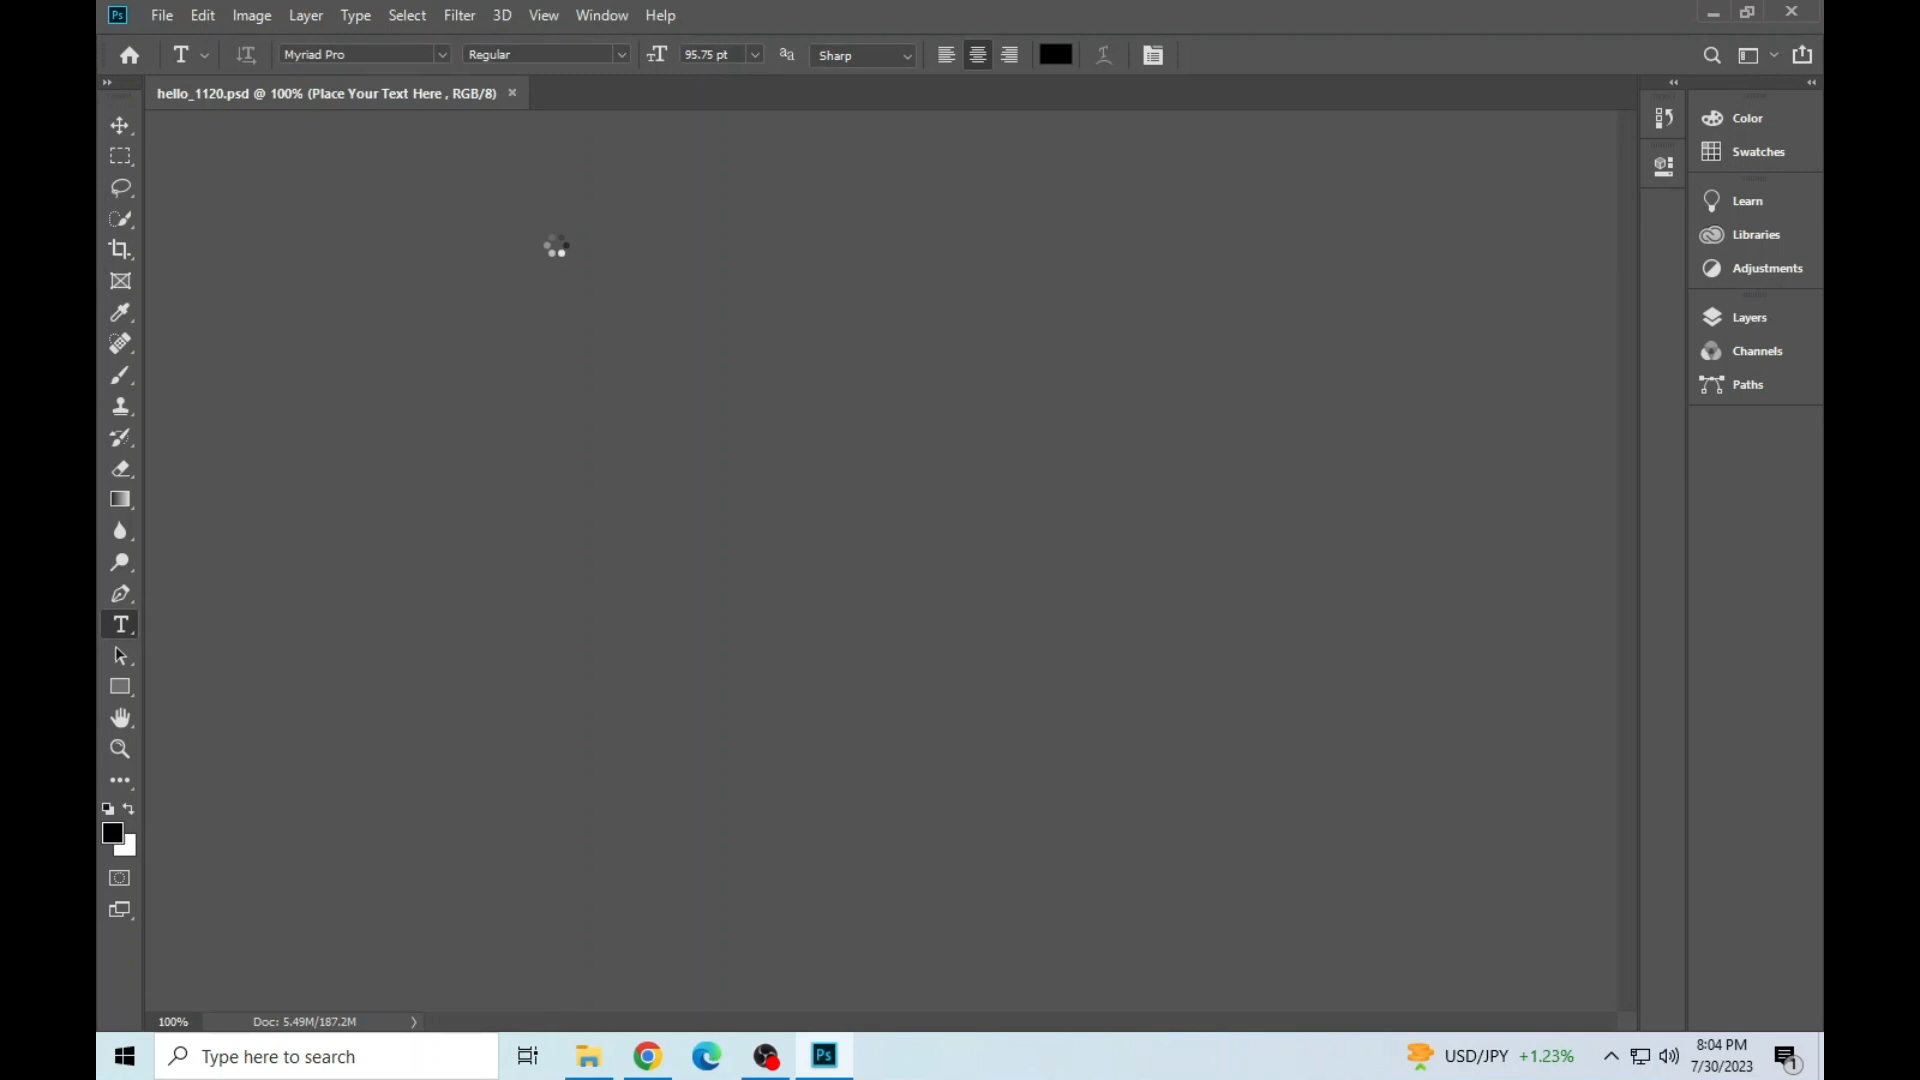 Ps File Edit Image Layer Type Select Filter 3D View Window Help
T Myriad Pro Regular 95.75 pt Sharp
hello_1120.psd @ 100% (Place Your Text Here , RGB/8)
Color
Swatches
Learn
Libraries
Adjustments
Layers
Channels
Paths
100% Doc: 5.49M/187.2M
Type here to search Ps USD/JPY +1.23% 8:04 PM
7/30/2023
1